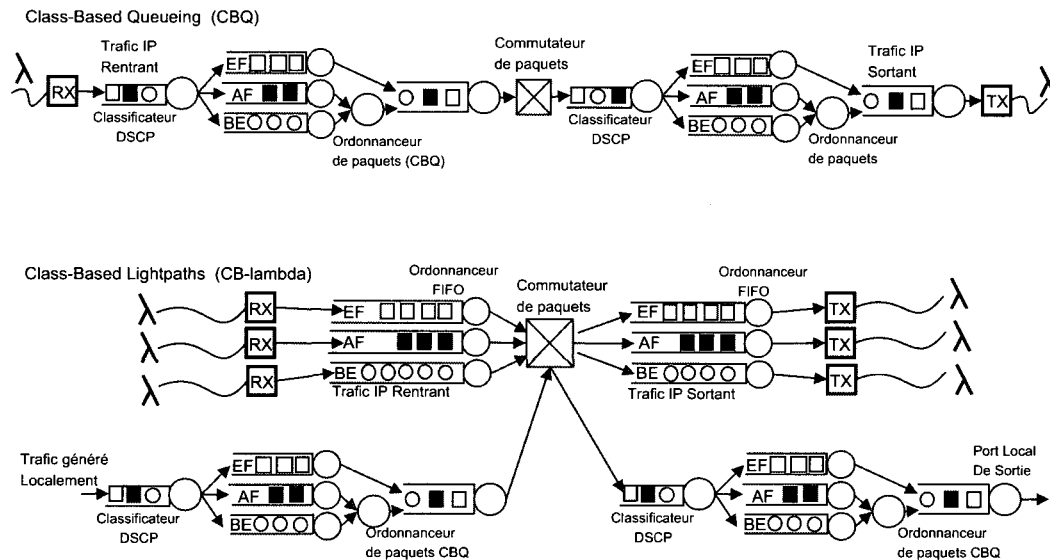 Class-Based Queueing (CBQ)
λ
RX
Trafic IP
Rentrant
Classificateur
DSCP
EF
AF
BE
Ordonnanceur
de paquets (CBQ)
Commutateur
de paquets
Classificateur
DSCP
EF
AF
BE
Ordonnanceur
de paquets
Trafic IP
Sortant
TX
λ
Class-Based Lightpaths (CB-lambda)
λ
RX
λ
RX
λ
RX
Ordonnanceur
FIFO
EF
AF
BE
Trafic IP Rentrant
Commutateur
de paquets
Ordonnanceur
FIFO
EF
AF
BE
Trafic IP Sortant
TX
λ
TX
λ
TX
λ
Trafic généré
Localement
Classificateur
DSCP
EF
AF
BE
Ordonnanceur
de paquets CBQ
Classificateur
DSCP
EF
AF
BE
Ordonnanceur
de paquets CBQ
Port Local
De Sortie